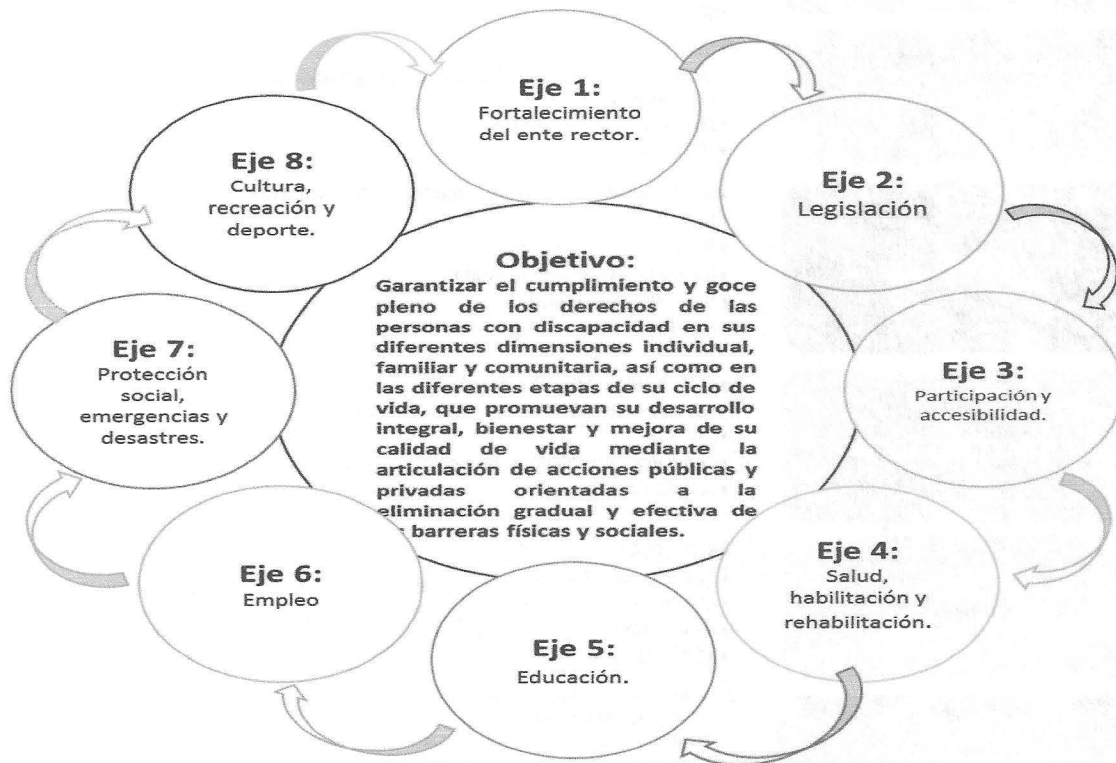 Eje 1:
Fortalecimiento
del ente rector.
Eje 2:
Legislación
Eje 3:
Participación y
accesibilidad.
Eje 4:
Salud,
habilitación y
rehabilitación.
Eje 5:
Educación.
Eje 6:
Empleo
Eje 7:
Protección
social,
emergencias y
desastres.
Eje 8:
Cultura,
recreación y
deporte.
Objetivo:
Garantizar el cumplimiento y goce
pleno de los derechos de las
personas con discapacidad en sus
diferentes dimensiones individual,
familiar y comunitaria, así como en
las diferentes etapas de su ciclo de
vida, que promuevan su desarrollo
integral, bienestar y mejora de su
calidad de vida mediante la
articulación de acciones públicas y
privadas orientadas a la
eliminación gradual y efectiva de
barreras físicas y sociales.